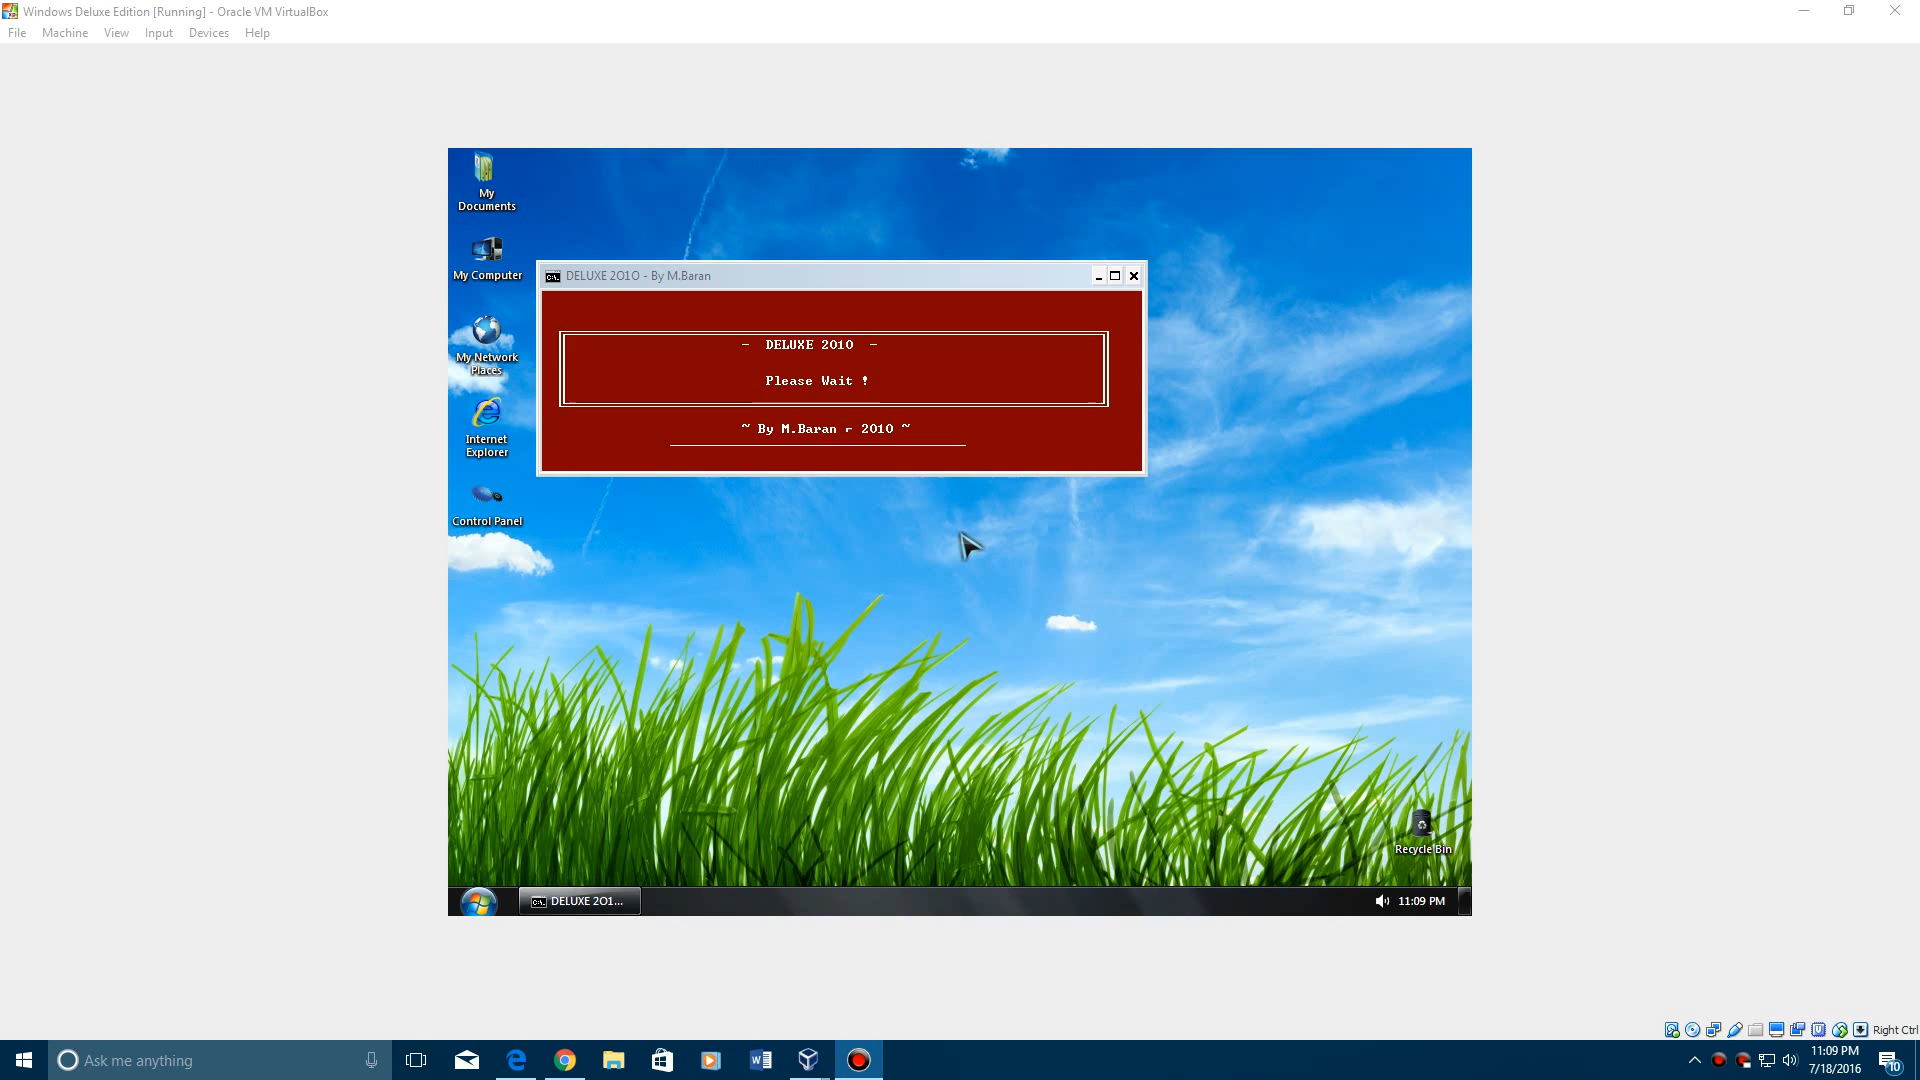 Windows Deluxe Edition [Running] - Oracle VM VirtualBox
File Machine View Input Devices Help
My
Documents
My Computer
My Network
Places
Internet
Explorer
Control Panel
DELUXE 2O1O - By M.Baran
- DELUXE 2010 -
Please Wait !
~ By M.Baran - 2010 ~
Recycle Bin
DELUXE 2O1...
11:09 PM
Right Ctrl
Ask me anything
11:09 PM
7/18/2016
10